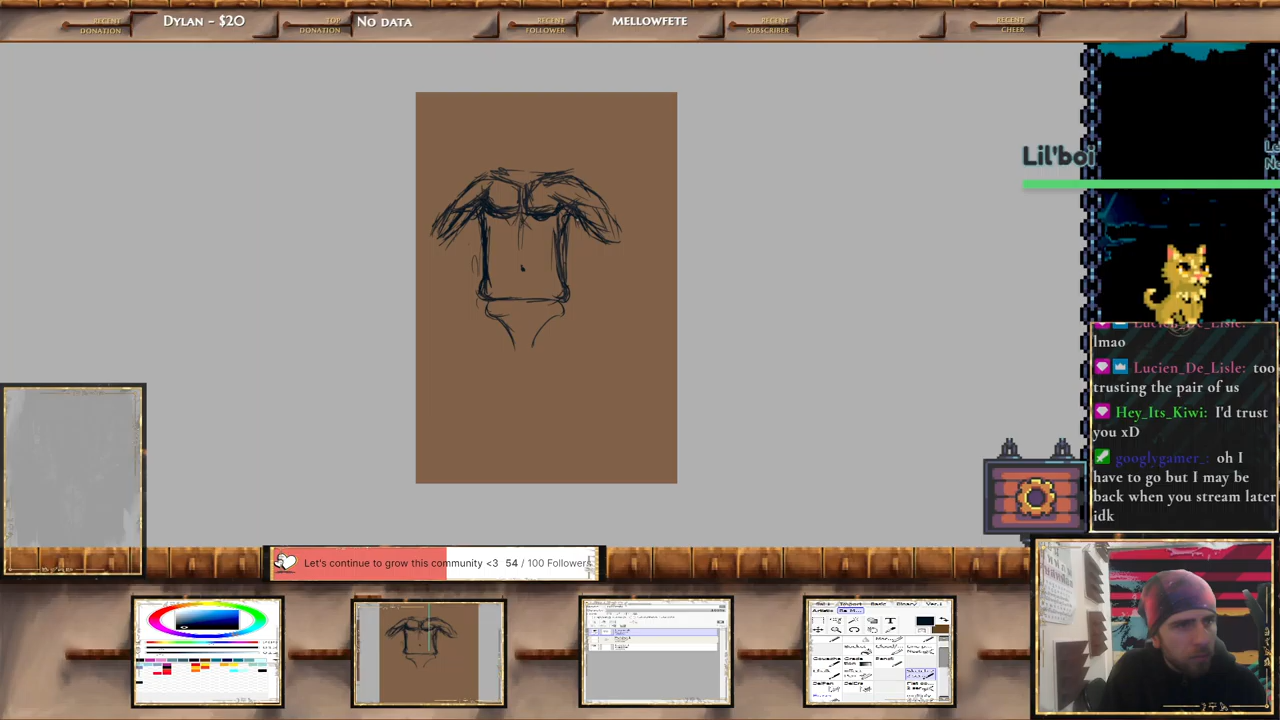 RECENT DONATION
Dylan - $20
TOP DONATION
No data
RECENT FOLLOWER
MELLOWFETE
RECENT SUBSCRIBER
RECENT CHEER
Lil'boi
Lucien_De_Lisle:
lmao
Lucien_De_Lisle: too
trusting the pair of us
Hey_Its_Kiwi: I'd trust
you xD
googlygamer_: oh I
have to go but I may be
back when you stream later
idk
Let's continue to grow this community <3 54 / 100 Followers